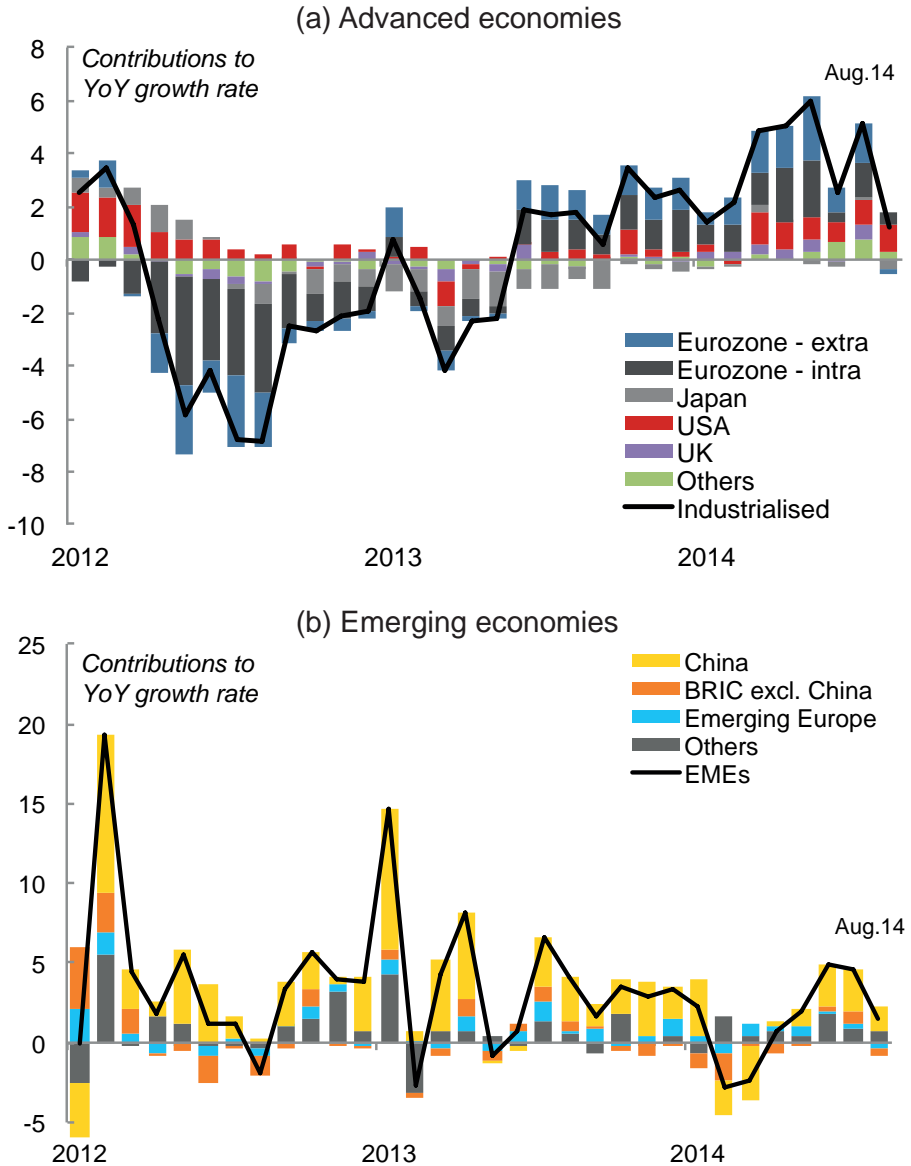 (a) Advanced economies
8
Contributions to
YoY growth rate
Aug.14
6
4
2
0
-2
-4
-6
-8
-10
Eurozone - extra
Eurozone - intra
Japan
USA
UK
Others
Industrialised
2012 2013 2014
(b) Emerging economies
25
Contributions to
YoY growth rate
20
15
10
5
0
-5
China
BRIC excl. China
Emerging Europe
Others
EMEs
Aug.14
2012 2013 2014